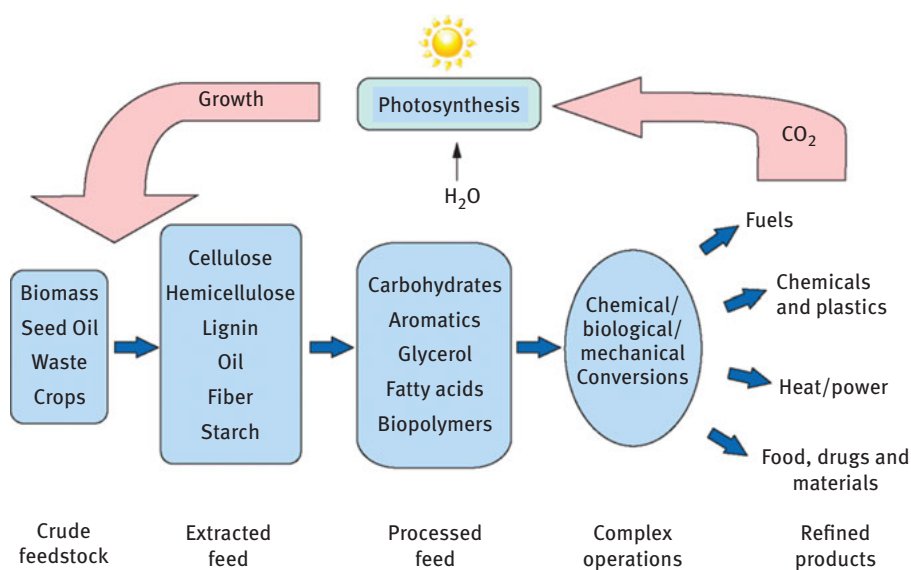 Growth
Photosynthesis
CO₂
H₂O
Biomass
Seed Oil
Waste
Crops
Cellulose
Hemicellulose
Lignin
Oil
Fiber
Starch
Carbohydrates
Aromatics
Glycerol
Fatty acids
Biopolymers
Chemical/
biological/
mechanical
Conversions
Fuels
Chemicals
and plastics
Heat/power
Food, drugs and
materials
Crude
feedstock
Extracted
feed
Processed
feed
Complex
operations
Refined
products